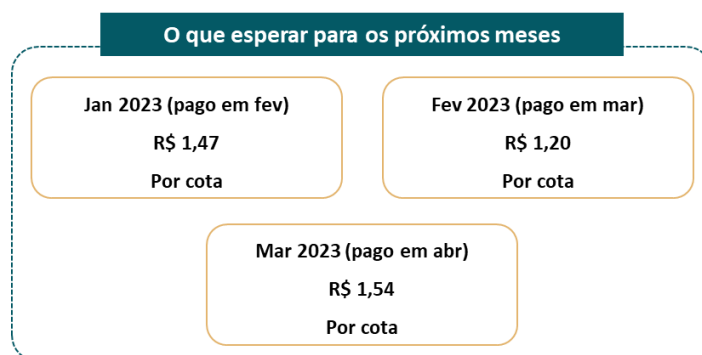 O que esperar para os próximos meses
Jan 2023 (pago em fev)
R$ 1,47
Por cota
Fev 2023 (pago em mar)
R$ 1,20
Por cota
Mar 2023 (pago em abr)
R$ 1,54
Por cota